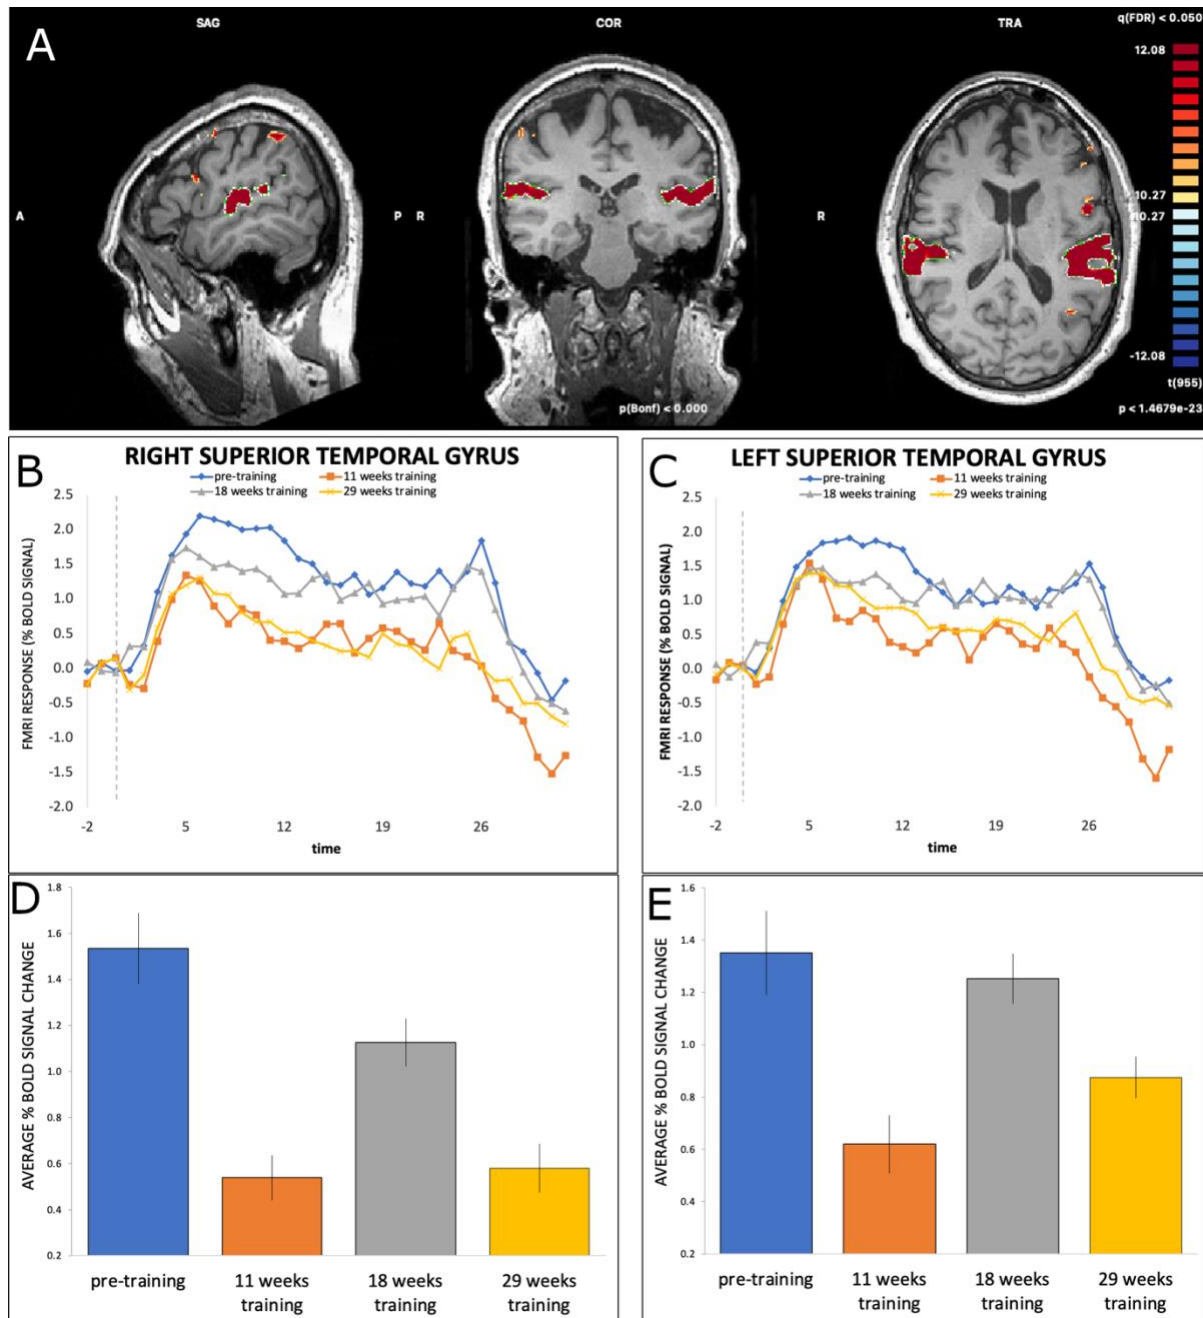 A
SAG
COR
TRA
q(FDR) < 0.050
12.08
10.27
-10.27
-12.08
t(955)
p < 1.4679e-23
A
P R
R
p(Bonf) < 0.000
B
RIGHT SUPERIOR TEMPORAL GYRUS
pre-training
11 weeks training
18 weeks training
29 weeks training
FMRI RESPONSE (% BOLD SIGNAL)
2.5
2.0
1.5
1.0
0.5
0.0
-0.5
-1.0
-1.5
-2.0
-2 5 12 19 26
time
C
LEFT SUPERIOR TEMPORAL GYRUS
pre-training
11 weeks training
18 weeks training
29 weeks training
FMRI RESPONSE (% BOLD SIGNAL)
2.5
2.0
1.5
1.0
0.5
0.0
-0.5
-1.0
-1.5
-2.0
-2 5 12 19 26
time
D
AVERAGE % BOLD SIGNAL CHANGE
1.8
1.6
1.4
1.2
1.0
0.8
0.6
0.4
0.2
pre-training
11 weeks
training
18 weeks
training
29 weeks
training
E
AVERAGE % BOLD SIGNAL CHANGE
1.6
1.4
1.2
1.0
0.8
0.6
0.4
0.2
pre-training
11 weeks
training
18 weeks
training
29 weeks
training